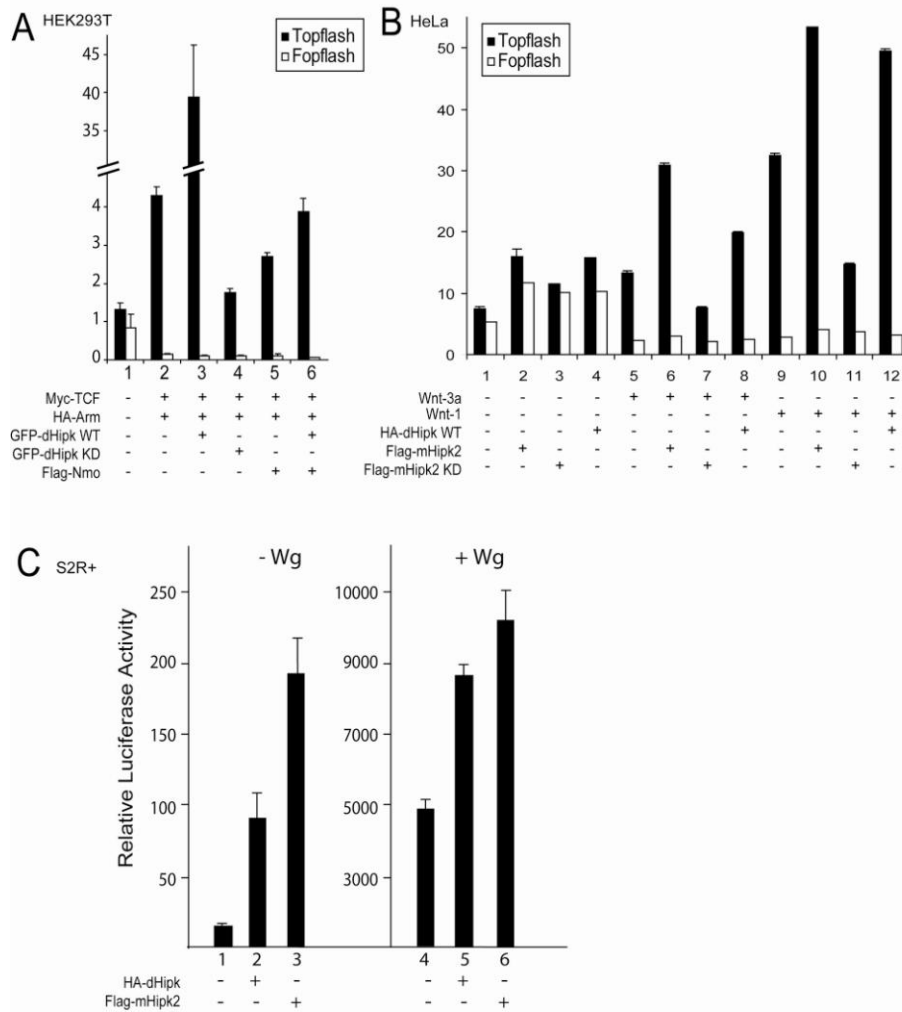 A HEK293T
Topflash
Fopflash
45
40
35
4
3
2
1
0
1 2 3 4 5 6
Myc-TCF - + + + + +
HA-Arm - + + + + +
GFP-dHipk WT - - + - - +
GFP-dHipk KD - - - + - -
Flag-Nmo - - - - + +
B HeLa
Topflash
Fopflash
50
40
30
20
10
0
1 2 3 4 5 6 7 8 9 10 11 12
Wnt-3a - - - - + + + + - - - -
Wnt-1 - - - - - - - - + + + +
HA-dHipk WT - - - + - - - + - - - +
Flag-mHipk2 - + - - - + - - - + - -
Flag-mHipk2 KD - - + - - - + - - - + -
C S2R+
Relative Luciferase Activity
- Wg
250
200
150
100
50
1 2 3
+ Wg
10000
9000
7000
5000
3000
4 5 6
HA-dHipk - + - - + -
Flag-mHipk2 - - + - - +